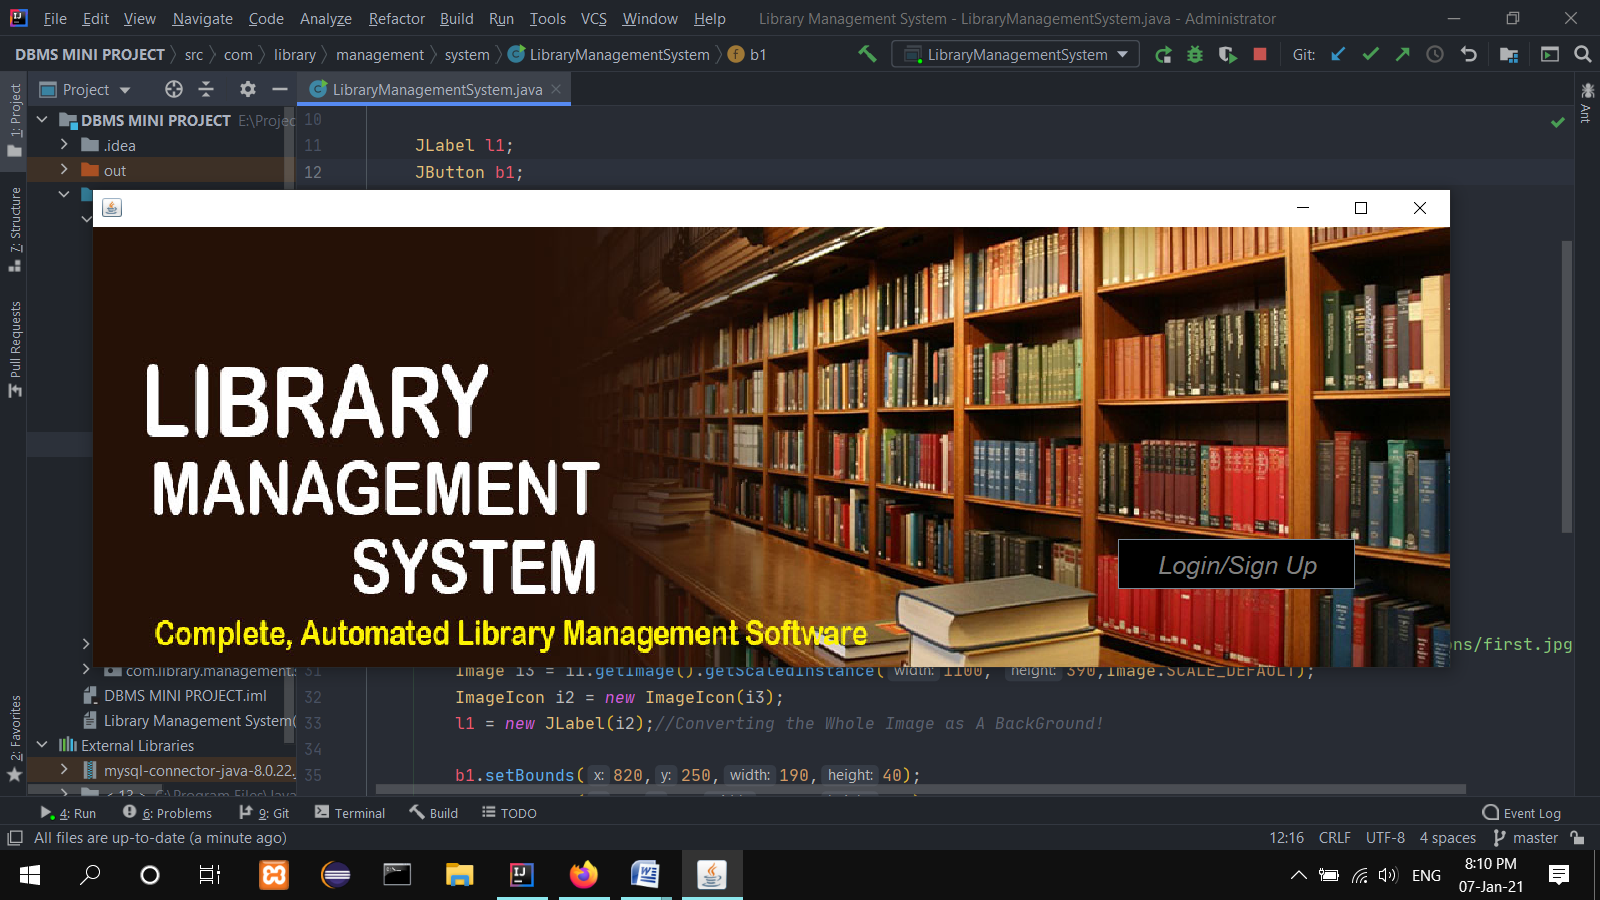 File Edit View Navigate Code Analyze Refactor Build Run Tools VCS Window Help Library Management System - LibraryManagementSystem.java - Administrator
DBMS MINI PROJECT src com library management system LibraryManagementSystem f b1 LibraryManagementSystem Git:
Project LibraryManagementSystem.java
1: Project
7: Structure
Pull Requests
2: Favorites
Ant
DBMS MINI PROJECT E:\Projec
.idea
out
10
11 JLabel l1;
12 JButton b1;
LIBRARY
MANAGEMENT
SYSTEM
Complete, Automated Library Management Software
Login/Sign Up
ns/first.jpg
com.library.management.s
DBMS MINI PROJECT.iml
Library Management System(
External Libraries
mysql-connector-java-8.0.22.
31 Image i3 = i1.getImage().getScaledInstance( width: 1100, height: 390,Image.SCALE_DEFAULT);
32 ImageIcon i2 = new ImageIcon(i3);
33 l1 = new JLabel(i2);//Converting the Whole Image as A BackGround!
34
35 b1.setBounds( x: 820, y: 250, width: 190, height: 40);
4: Run 6: Problems 9: Git Terminal Build TODO Event Log
All files are up-to-date (a minute ago) 12:16 CRLF UTF-8 4 spaces master
ENG
8:10 PM
07-Jan-21